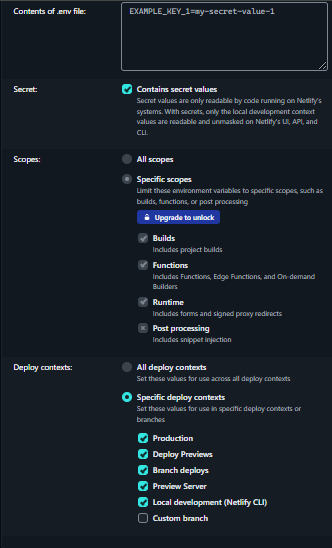 Contents of .env file:
EXAMPLE_KEY_1=my-secret-value-1
Secret:
Contains secret values
Secret values are only readable by code running on Netlify's
systems. With secrets, only the local development context
values are readable and unmasked on Netlify's UI, API, and
CLI.
Scopes:
All scopes
Specific scopes
Limit these environment variables to specific scopes, such as
builds, functions, or post processing
Upgrade to unlock
Builds
Includes project builds
Functions
Includes Functions, Edge Functions, and On-demand
Builders
Runtime
Includes forms and signed proxy redirects
Post processing
Includes snippet injection
Deploy contexts:
All deploy contexts
Set these values for use across all deploy contexts
Specific deploy contexts
Set these values for use in specific deploy contexts or
branches
Production
Deploy Previews
Branch deploys
Preview Server
Local development (Netlify CLI)
Custom branch